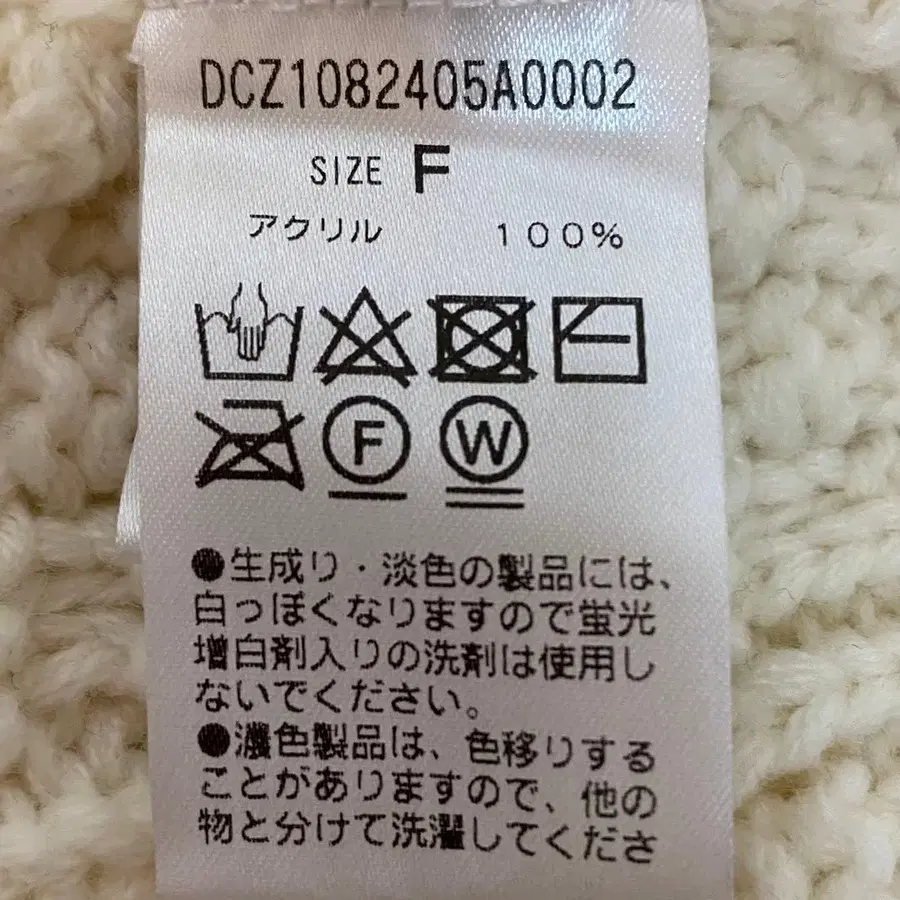 DCZ1082405A0002
SIZE F
アクリル 100%
F W
●生成り・淡色の製品には、
白っぽくなりますので蛍光
増白剤入りの洗剤は使用し
ないでください。
●濃色製品は、色移りする
ことがありますので、他の
物と分けて洗濯してくださ